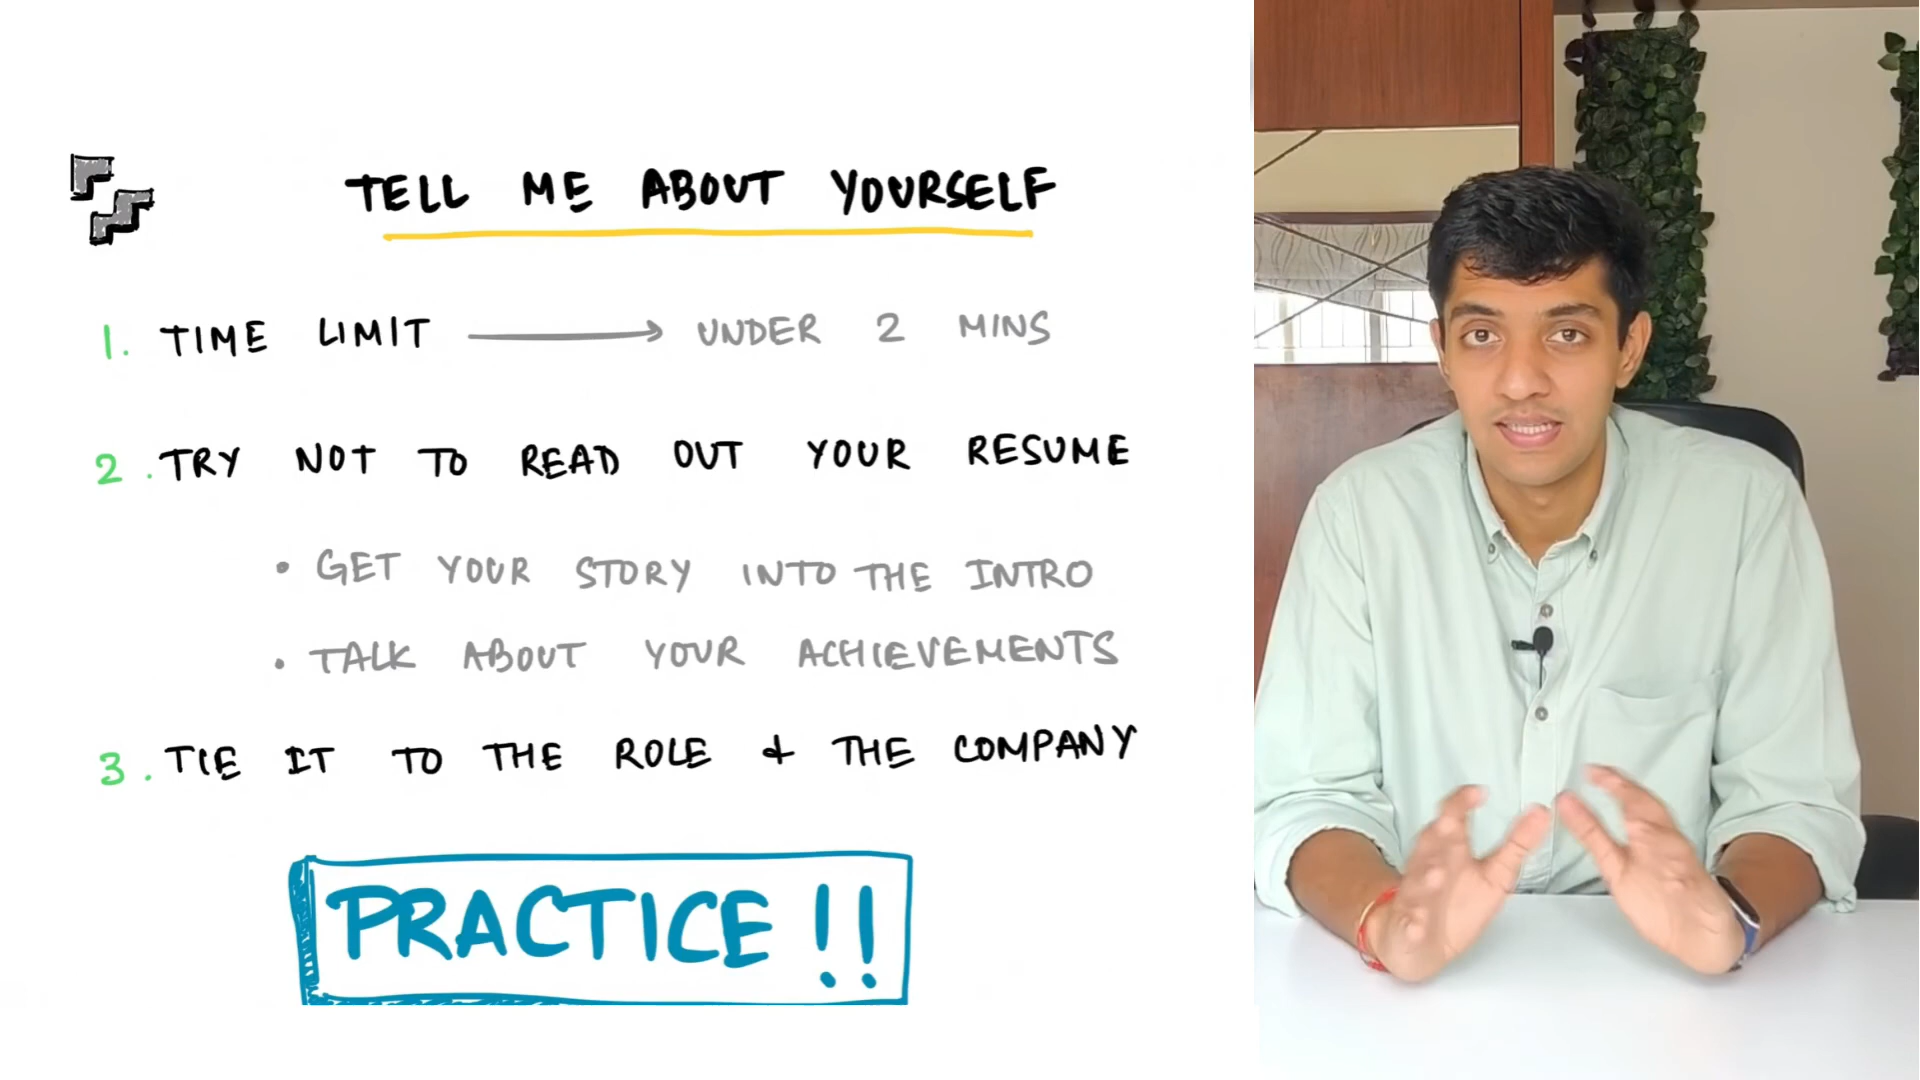 TELL ME ABOUT YOURSELF
1. TIME LIMIT → UNDER 2 MINS
2. TRY NOT TO READ OUT YOUR RESUME
• GET YOUR STORY INTO THE INTRO
• TALK ABOUT YOUR ACHIEVEMENTS
3. TIE IT TO THE ROLE & THE COMPANY
PRACTICE!!